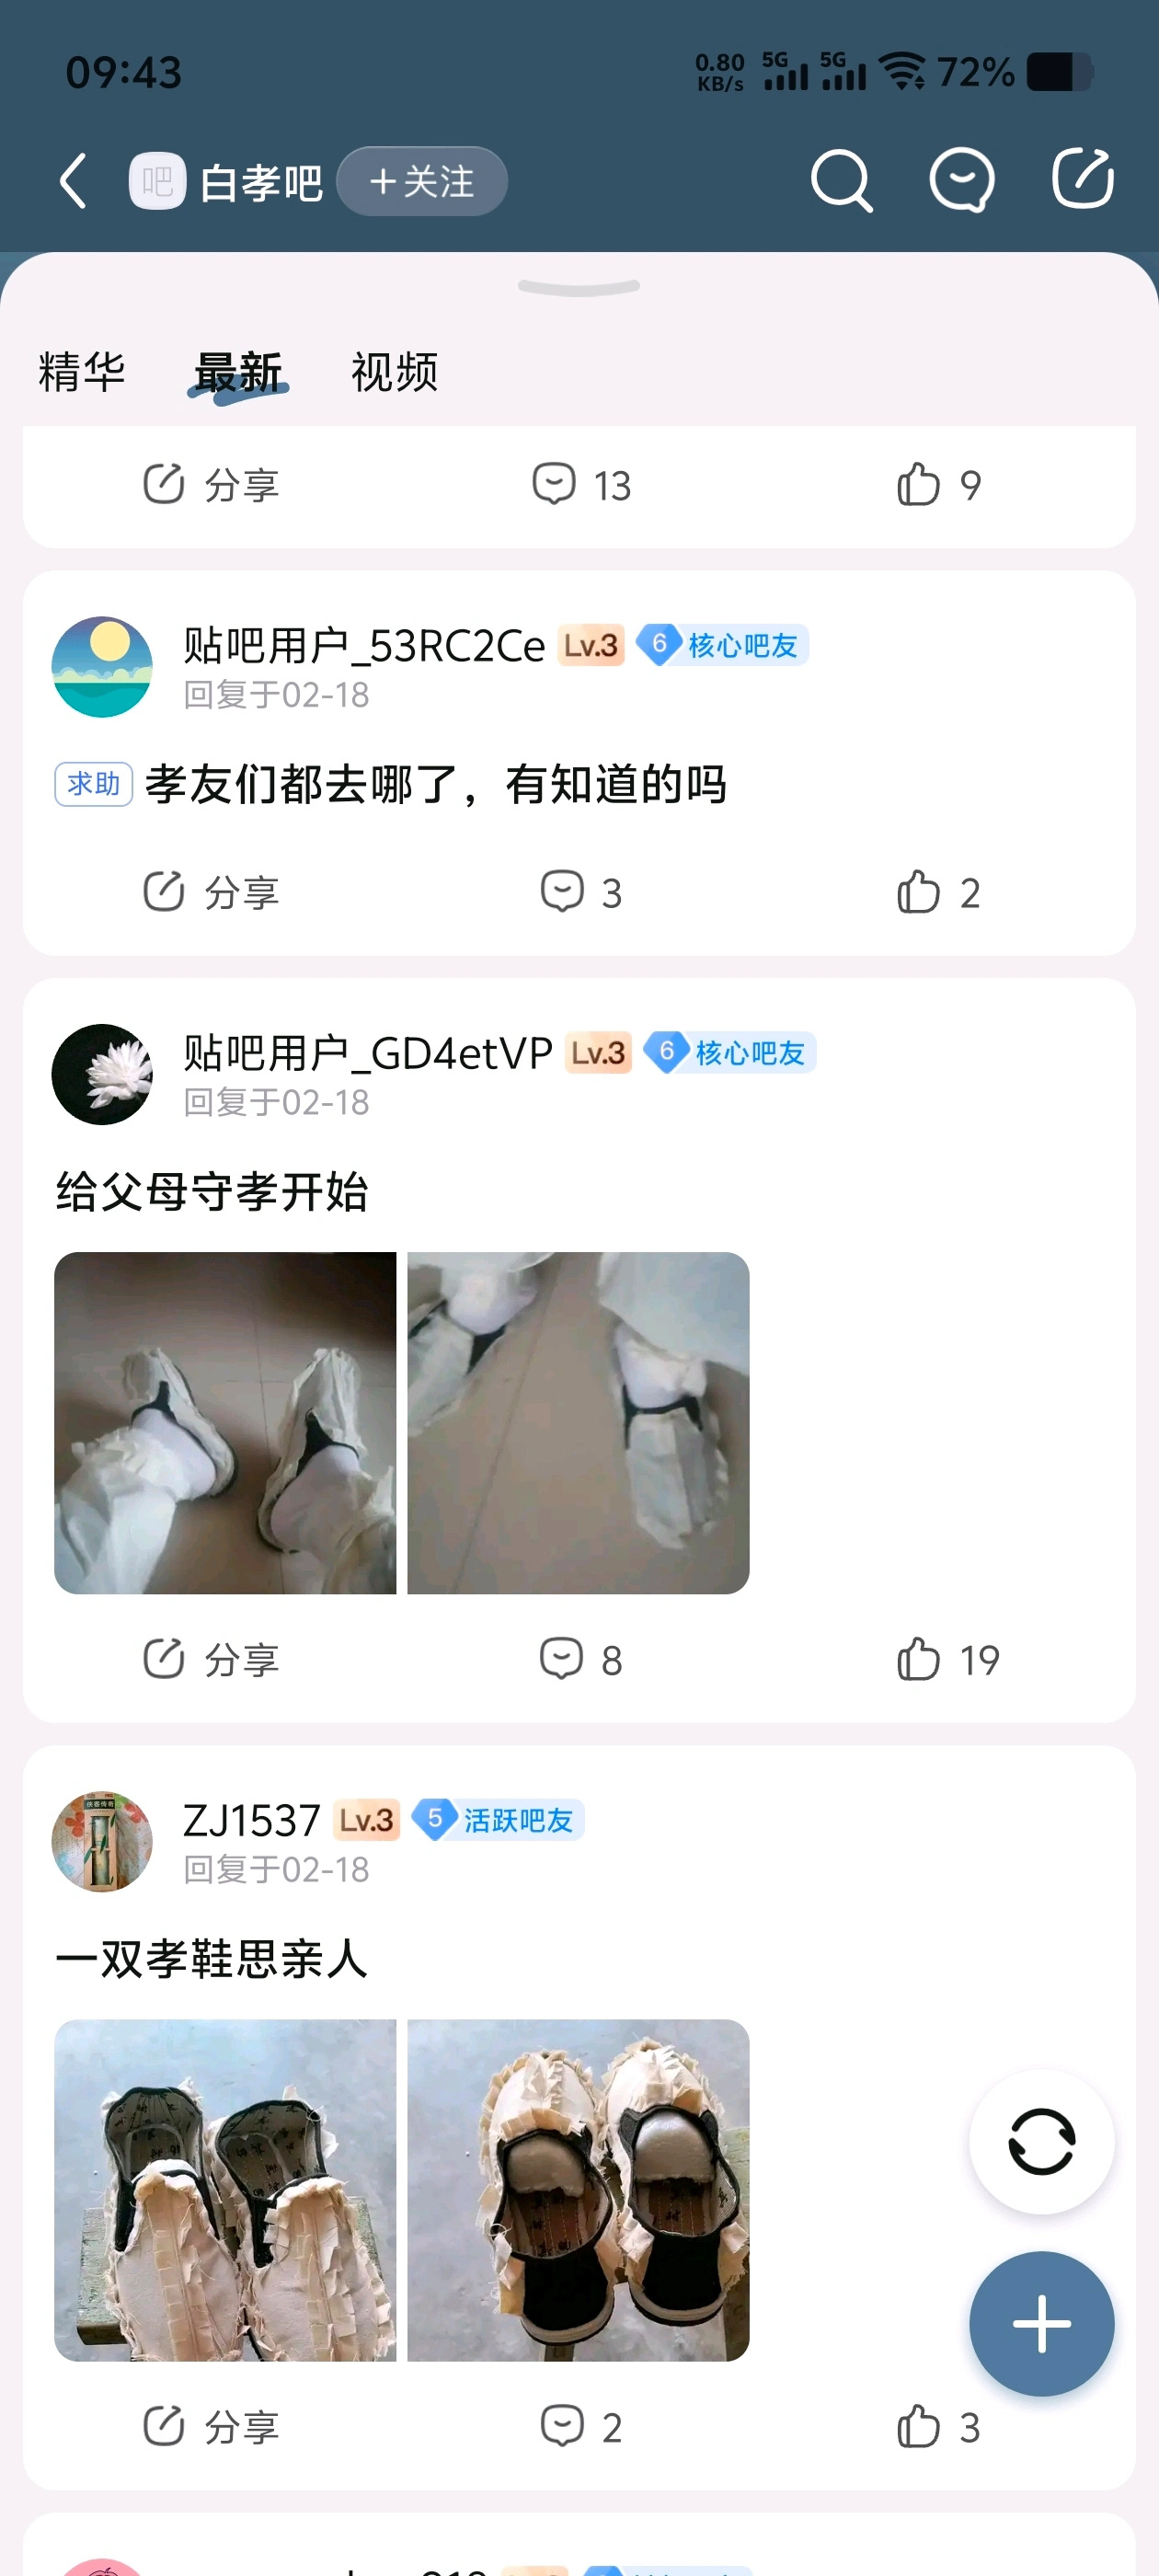 09:43
0.80 KB/s 5G 5G 72%
吧 白孝吧 +关注
精华 最新 视频
分享 13 9
贴吧用户_53RC2Ce Lv.3 6 核心吧友
回复于02-18
求助 孝友们都去哪了，有知道的吗
分享 3 2
贴吧用户_GD4etVP Lv.3 6 核心吧友
回复于02-18
给父母守孝开始
分享 8 19
ZJ1537 Lv.3 5 活跃吧友
回复于02-18
一双孝鞋思亲人
分享 2 3